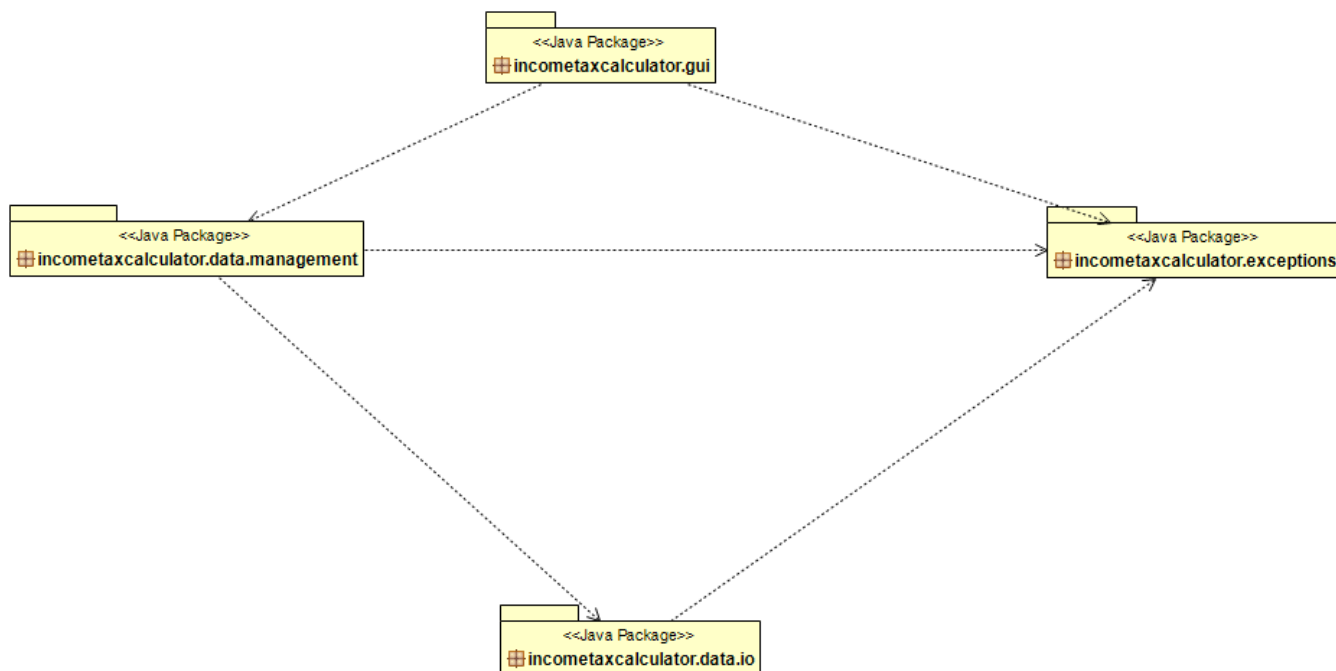 <<Java Package>>
incometaxcalculator.gui
<<Java Package>>
incometaxcalculator.data.management
<<Java Package>>
incometaxcalculator.exceptions
<<Java Package>>
incometaxcalculator.data.io